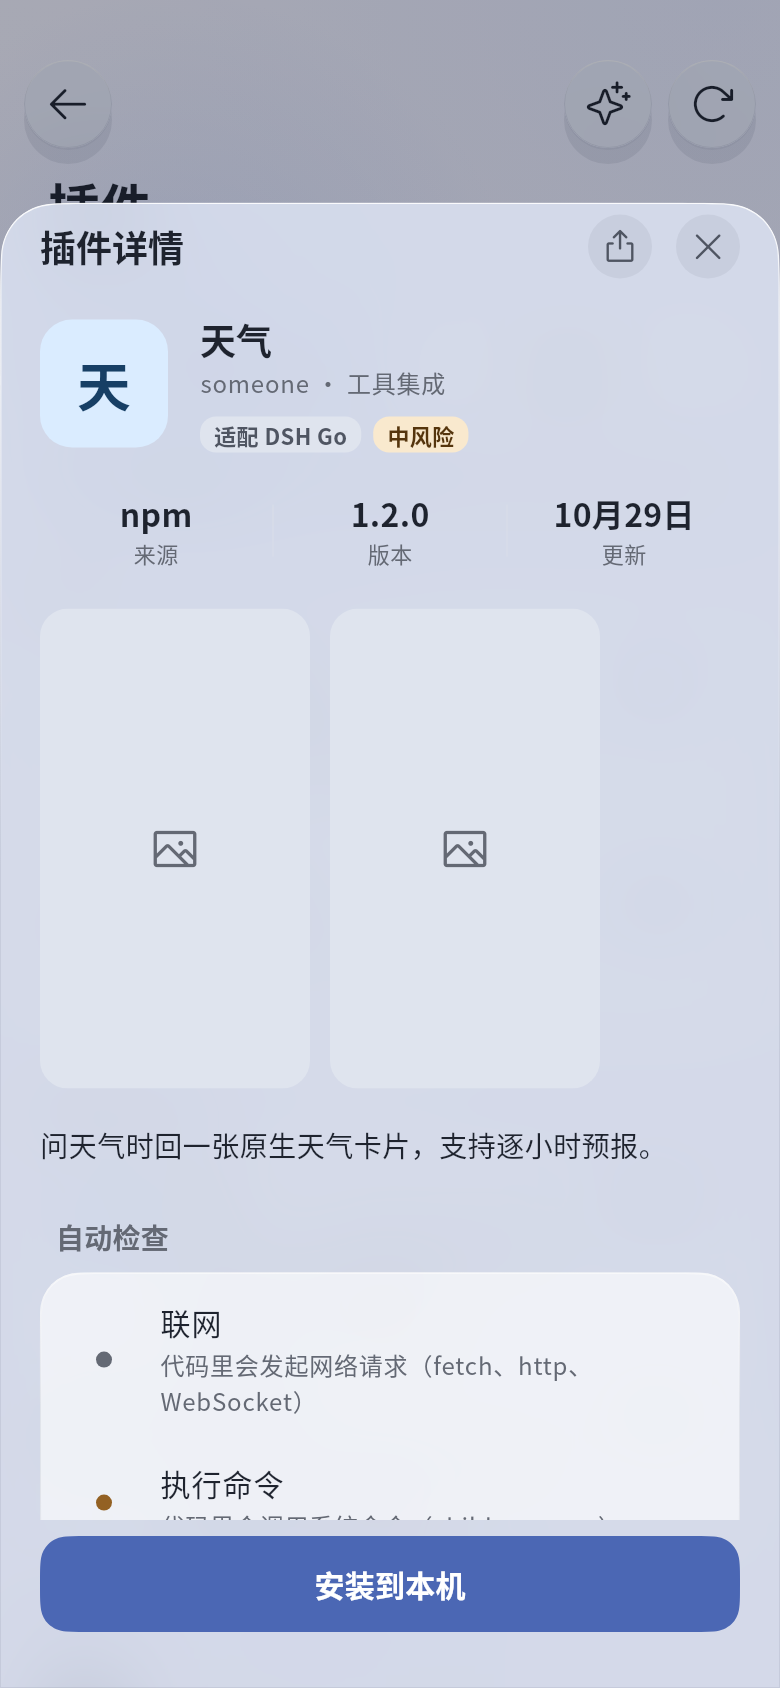 插件
插件详情
天
天气
someone · 工具集成
适配 DSH Go
中风险
npm
来源
1.2.0
版本
10月29日
更新
问天气时回一张原生天气卡片，支持逐小时预报。
自动检查
联网
代码里会发起网络请求（fetch、http、
WebSocket）
执行命令
安装到本机